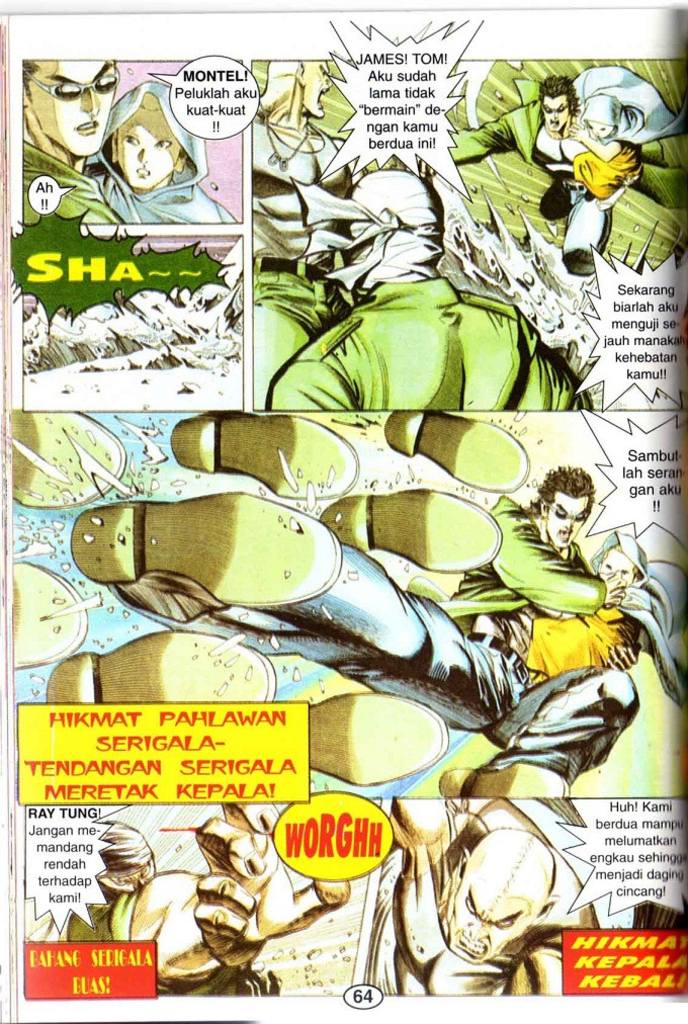 MONTEL!
Peluklah aku
kuat-kuat
!!
Ah
!!
SHA~~
JAMES! TOM!
Aku sudah
lama tidak
"bermain" de-
ngan kamu
berdua ini!
Sekarang
biarlah aku
menguji se-
jauh manakah
kehebatan
kamu!!
Sambut-
lah seran
gan aku
!!
HIKMAT PAHLAWAN
SERIGALA-
TENDANGAN SERIGALA
MERETAK KEPALA!
RAY TUNG!
Jangan me-
mandang
rendah
terhadap
kami!
WORGHH
Huh! Kami
berdua mampu
melumatkan
engkau sehingga
menjadi daging
cincang!
BAHANG SERIGALA
BUAS!
HIKMAT
KEPALA
KEBAL!
64